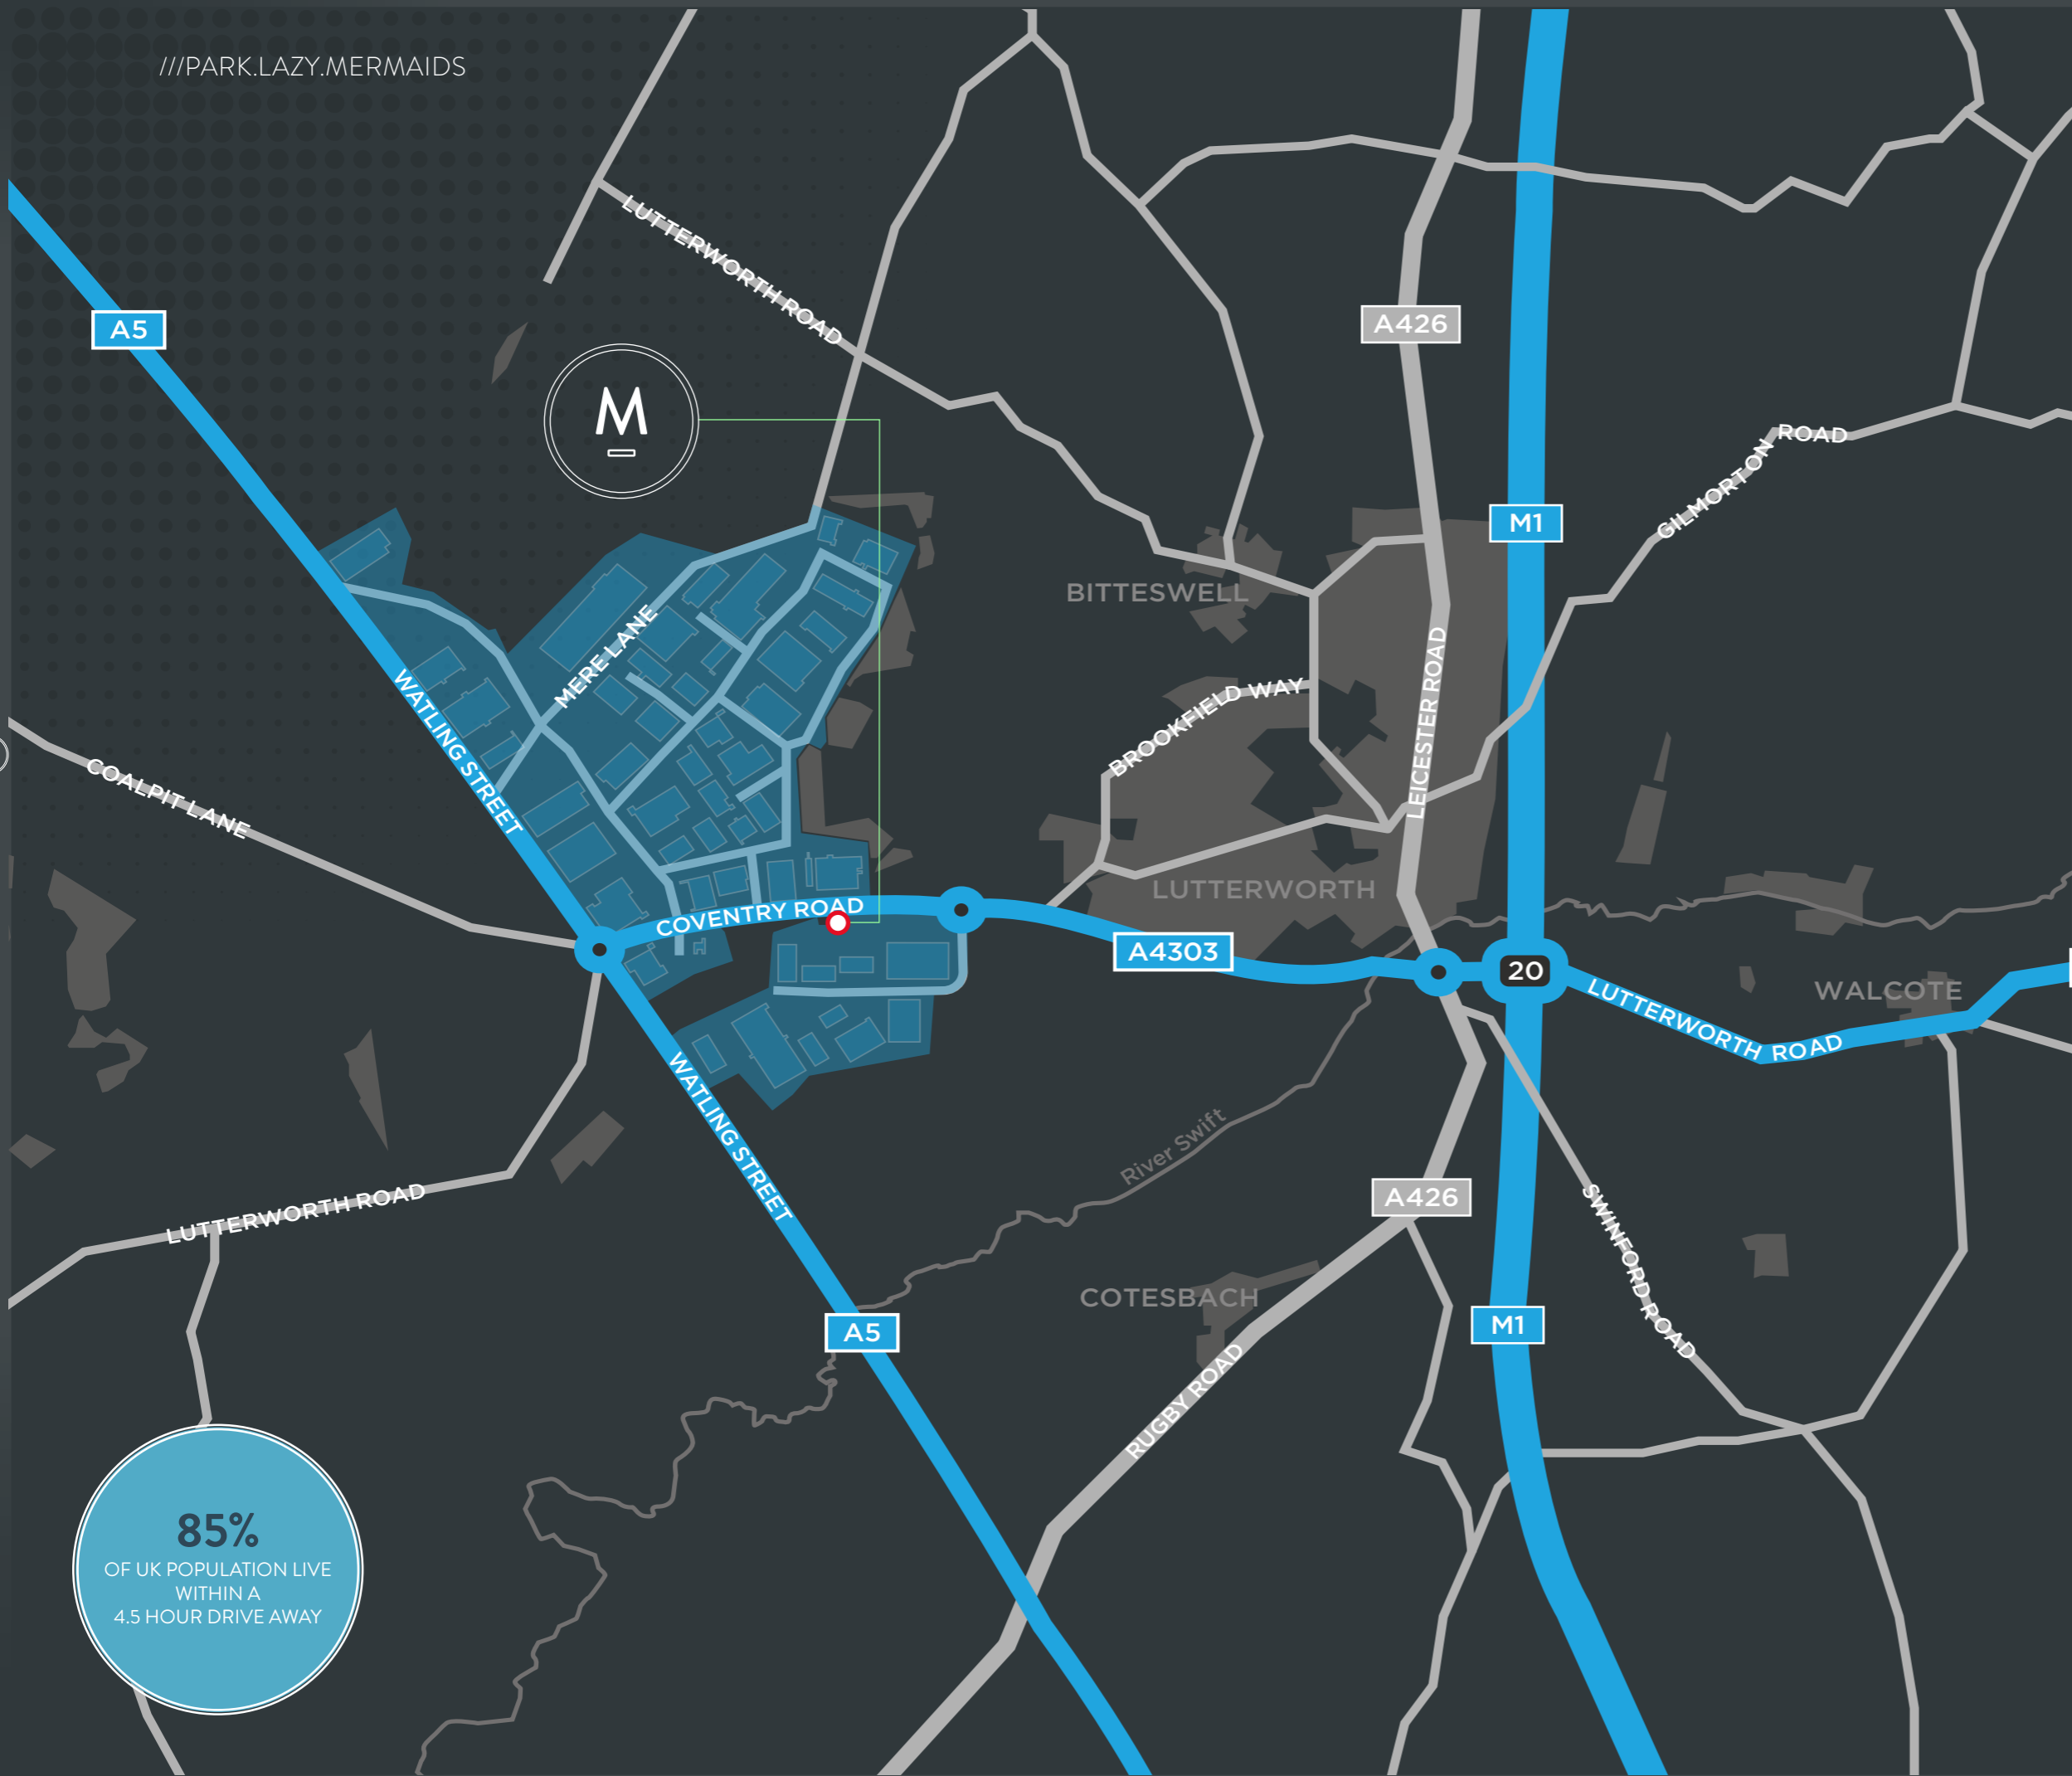 ///PARK.LAZY.MERMAIDS
LUTTERWORTH ROAD
A5
A426
M
ROAD
GILMORTON
M1
BITTESWELL
MERE LANE
LEICESTER ROAD
BROOKFIELD WAY
WATLING STREET
COALPIT LANE
LUTTERWORTH
COVENTRY ROAD
A4303
20
WALCOTE
LUTTERWORTH ROAD
WATLING STREET
River Swift
LUTTERWORTH ROAD
A426
SWINFORD ROAD
COTESBACH
M1
A5
RUGBY ROAD
85%
OF UK POPULATION LIVE
WITHIN A
4.5 HOUR DRIVE AWAY